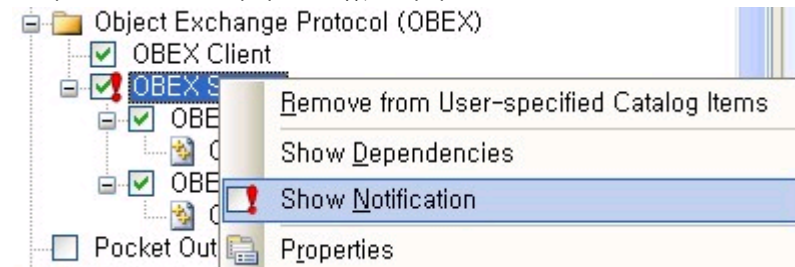 Object Exchange Protocol (OBEX)
OBEX Client
OBEX S
Remove from User-specified Catalog Items
OBE
Show Dependencies
OBE
Show Notification
Pocket Out
Properties